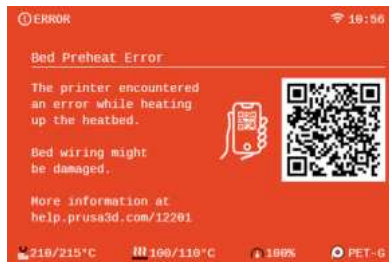 ERROR
10:56
Bed Preheat Error
The printer encountered
an error while heating
up the heatbed.
Bed wiring might
be damaged.
More information at
help.prusa3d.com/12201
210/215°C
100/110°C
100%
PET-G